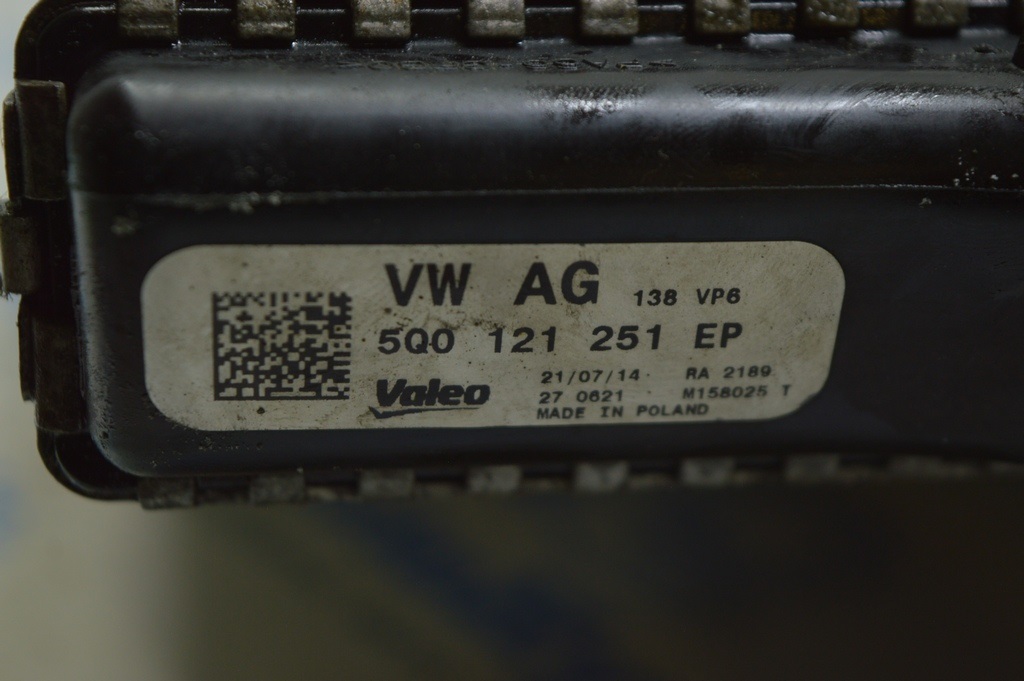 VW AG 138 VP6
5Q0 121 251 EP
Valeo
21/07/14 RA 2189
27 0621 M158025 T
MADE IN POLAND